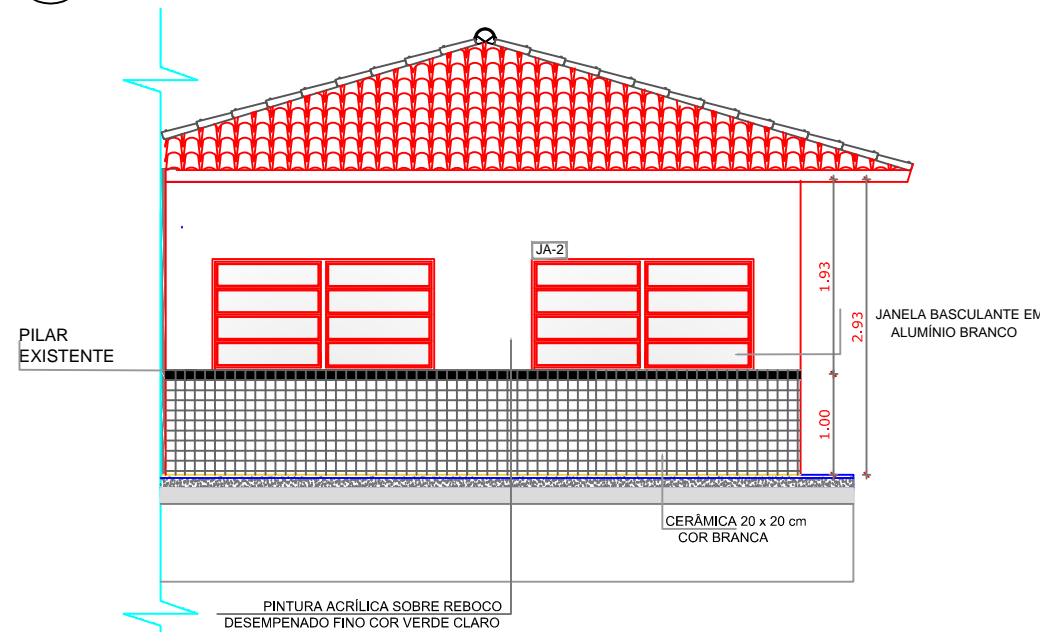 JA-2
1.93
2.93
JANELA BASCULANTE EM
ALUMÍNIO BRANCO
PILAR
EXISTENTE
1.00
CERÂMICA 20 x 20 cm
COR BRANCA
PINTURA ACRÍLICA SOBRE REBOCO
DESEMPENADO FINO COR VERDE CLARO